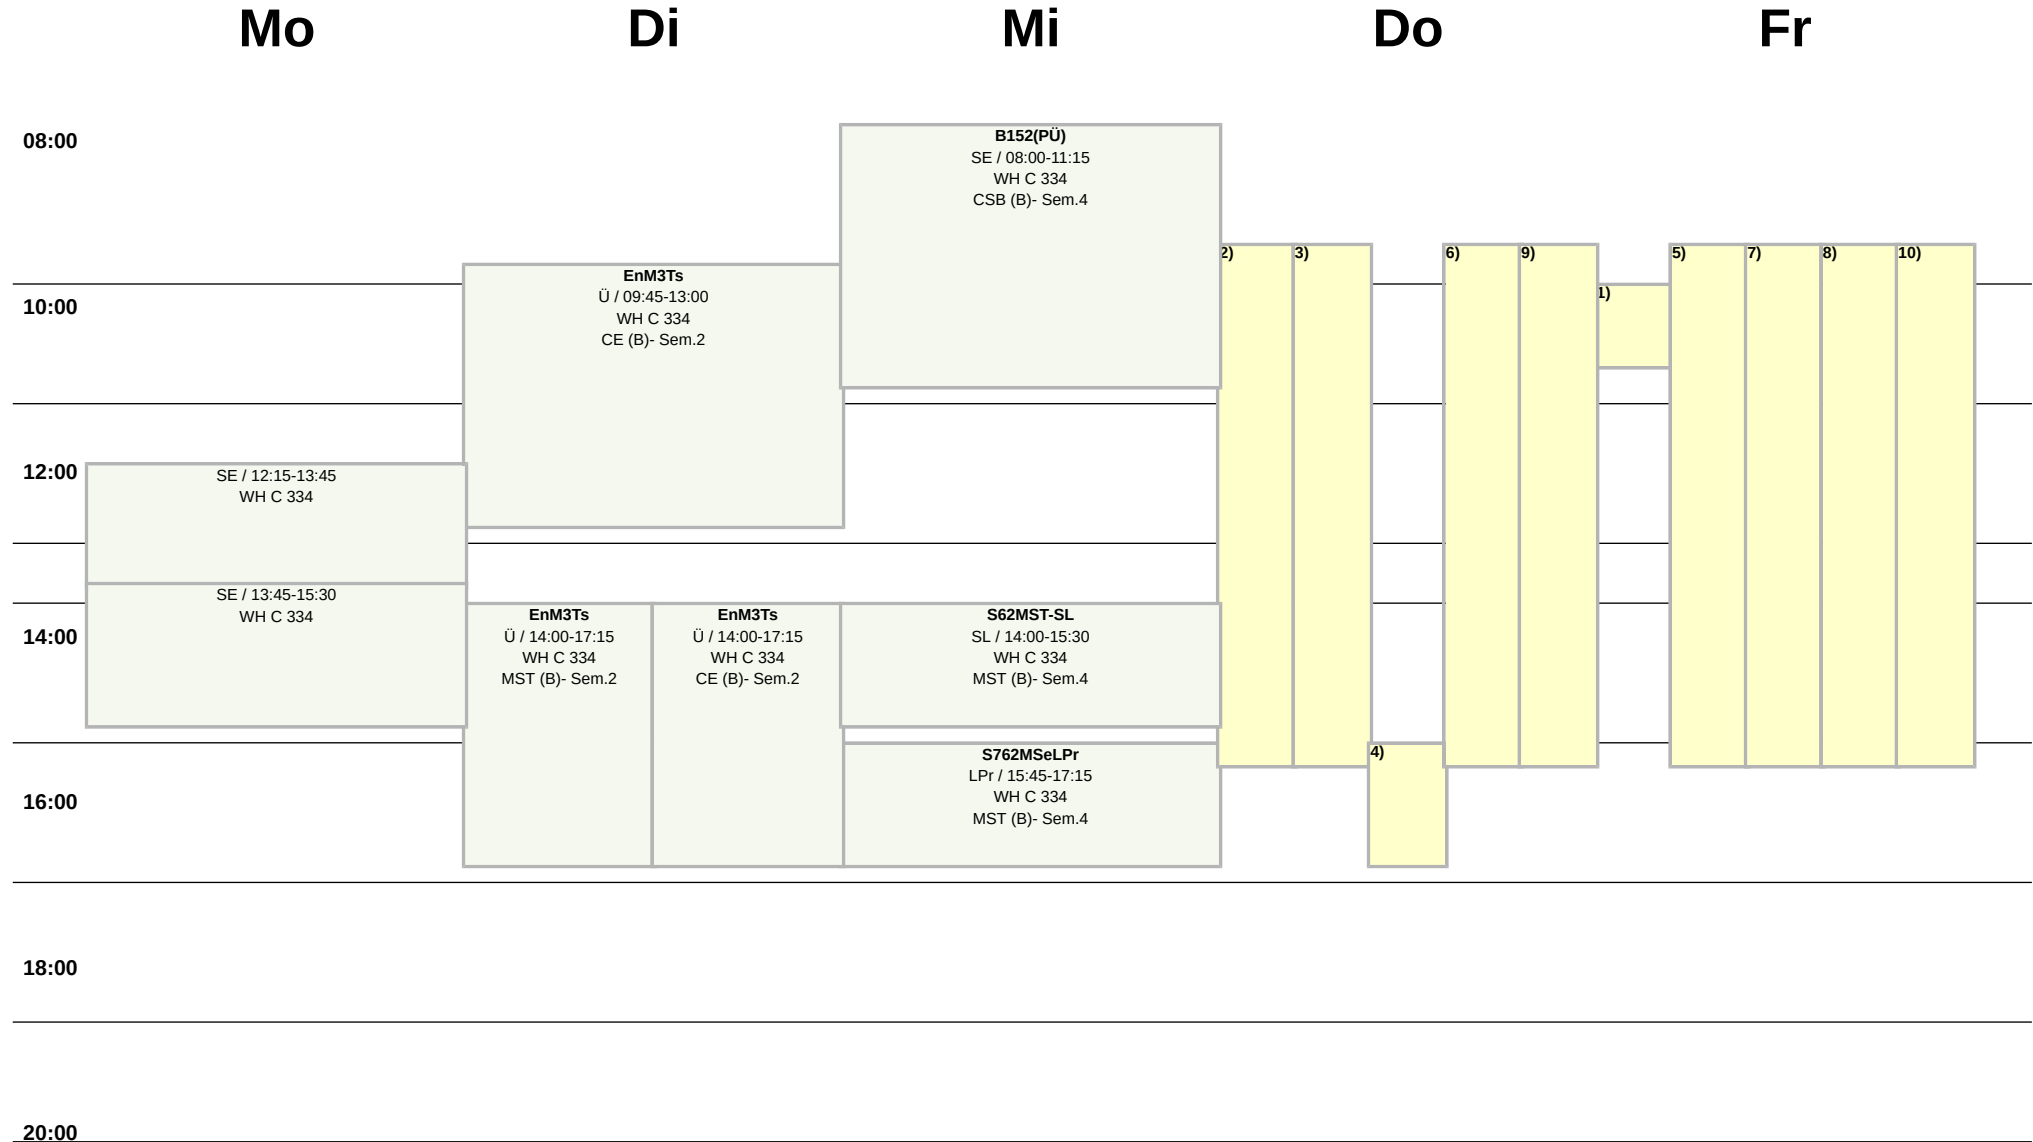 Mo Di Mi Do Fr
08:00
10:00
12:00
14:00
16:00
18:00
20:00
SE / 12:15-13:45
WH C 334
SE / 13:45-15:30
WH C 334
EnM3Ts
Ü / 09:45-13:00
WH C 334
CE (B)- Sem.2
EnM3Ts
Ü / 14:00-17:15
WH C 334
MST (B)- Sem.2
EnM3Ts
Ü / 14:00-17:15
WH C 334
CE (B)- Sem.2
B152(PÜ)
SE / 08:00-11:15
WH C 334
CSB (B)- Sem.4
S62MST-SL
SL / 14:00-15:30
WH C 334
MST (B)- Sem.4
S762MSeLPr
LPr / 15:45-17:15
WH C 334
MST (B)- Sem.4
2)
3)
4)
6)
9)
1)
5)
7)
8)
10)